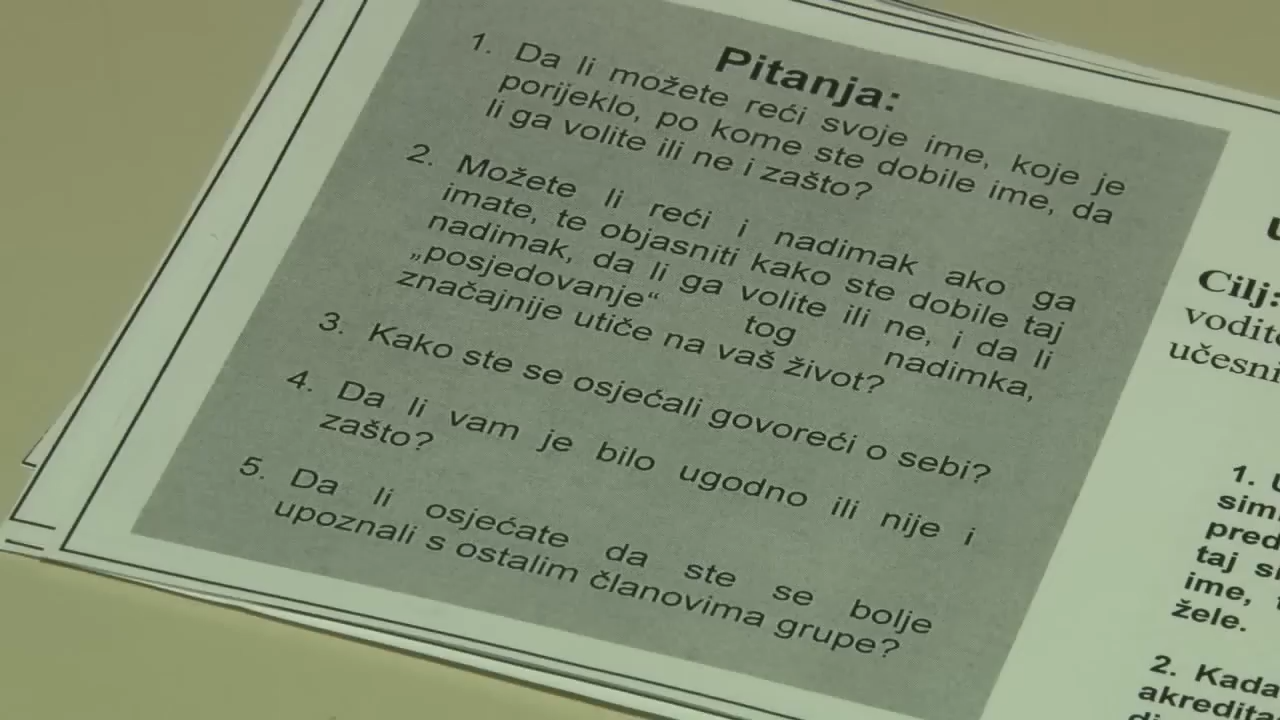 Pitanja:
1. Da li možete reći svoje ime, koje je
porijeklo, po kome ste dobile ime, da
li ga volite ili ne i zašto?
2. Možete li reći i nadimak ako ga
imate, te objasniti kako ste dobile taj
nadimak, da li ga volite ili ne, i da li
„posjedovanje“ tog nadimka,
značajnije utiče na vaš život?
3. Kako ste se osjećali govoreći o sebi?
4. Da li vam je bilo ugodno ili nije i
zašto?
5. Da li osjećate da ste se bolje
upoznali s ostalim članovima grupe?
Cilj:
1.
pred
taj
ime,
žele.
2. Kada